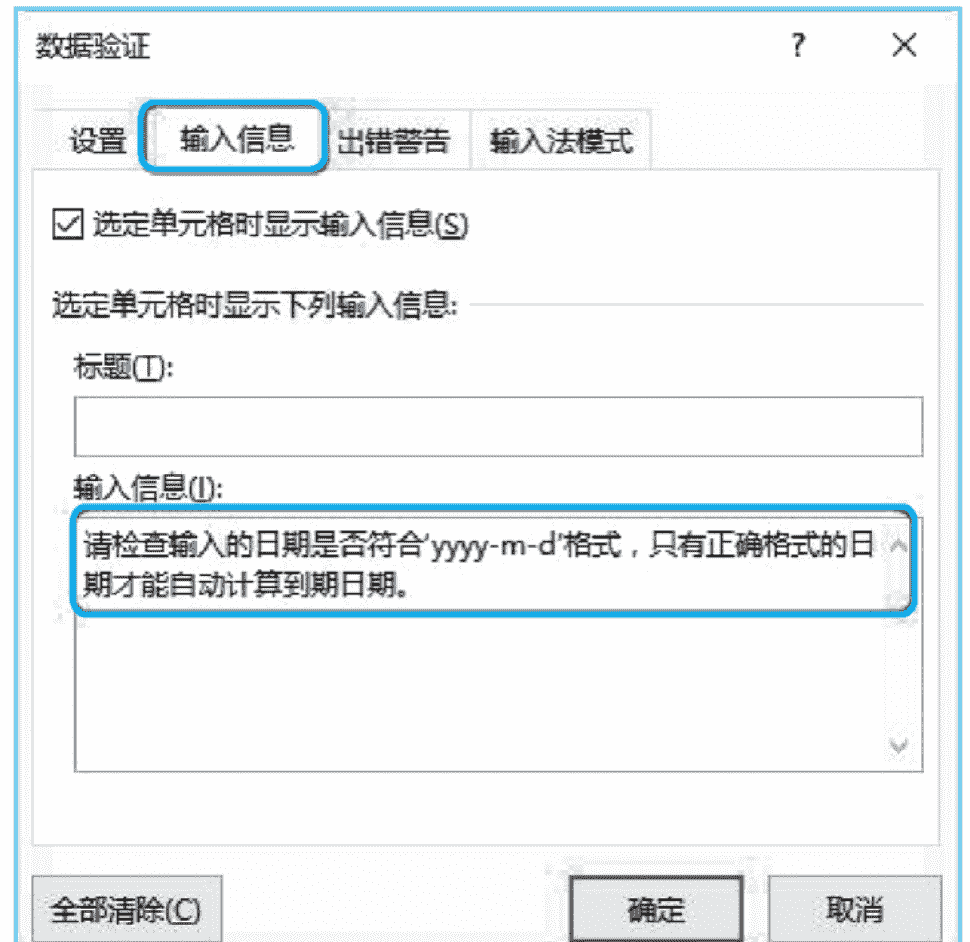 数据验证 ? ×
设置 输入信息 出错警告 输入法模式
选定单元格时显示输入信息(S)
选定单元格时显示下列输入信息:
标题(T):
输入信息(I):
请检查输入的日期是否符合'yyyy-m-d'格式，只有正确格式的日
期才能自动计算到期日期。
全部清除(C) 确定 取消